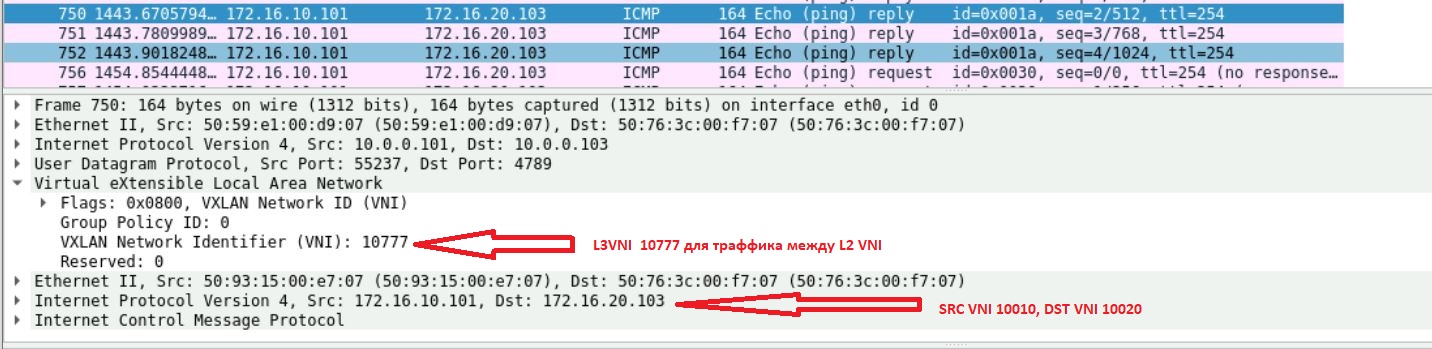 750 1443.6705794… 172.16.10.101 172.16.20.103 ICMP 164 Echo (ping) reply id=0x001a, seq=2/512, ttl=254
751 1443.7809989… 172.16.10.101 172.16.20.103 ICMP 164 Echo (ping) reply id=0x001a, seq=3/768, ttl=254
752 1443.9018248… 172.16.10.101 172.16.20.103 ICMP 164 Echo (ping) reply id=0x001a, seq=4/1024, ttl=254
756 1454.8544448… 172.16.10.101 172.16.20.103 ICMP 164 Echo (ping) request id=0x0030, seq=0/0, ttl=254 (no response…
Frame 750: 164 bytes on wire (1312 bits), 164 bytes captured (1312 bits) on interface eth0, id 0
Ethernet II, Src: 50:59:e1:00:d9:07 (50:59:e1:00:d9:07), Dst: 50:76:3c:00:f7:07 (50:76:3c:00:f7:07)
Internet Protocol Version 4, Src: 10.0.0.101, Dst: 10.0.0.103
User Datagram Protocol, Src Port: 55237, Dst Port: 4789
Virtual eXtensible Local Area Network
Flags: 0x0800, VXLAN Network ID (VNI)
Group Policy ID: 0
VXLAN Network Identifier (VNI): 10777
L3VNI 10777 для траффика между L2 VNI
Reserved: 0
Ethernet II, Src: 50:93:15:00:e7:07 (50:93:15:00:e7:07), Dst: 50:76:3c:00:f7:07 (50:76:3c:00:f7:07)
Internet Protocol Version 4, Src: 172.16.10.101, Dst: 172.16.20.103
SRC VNI 10010, DST VNI 10020
Internet Control Message Protocol